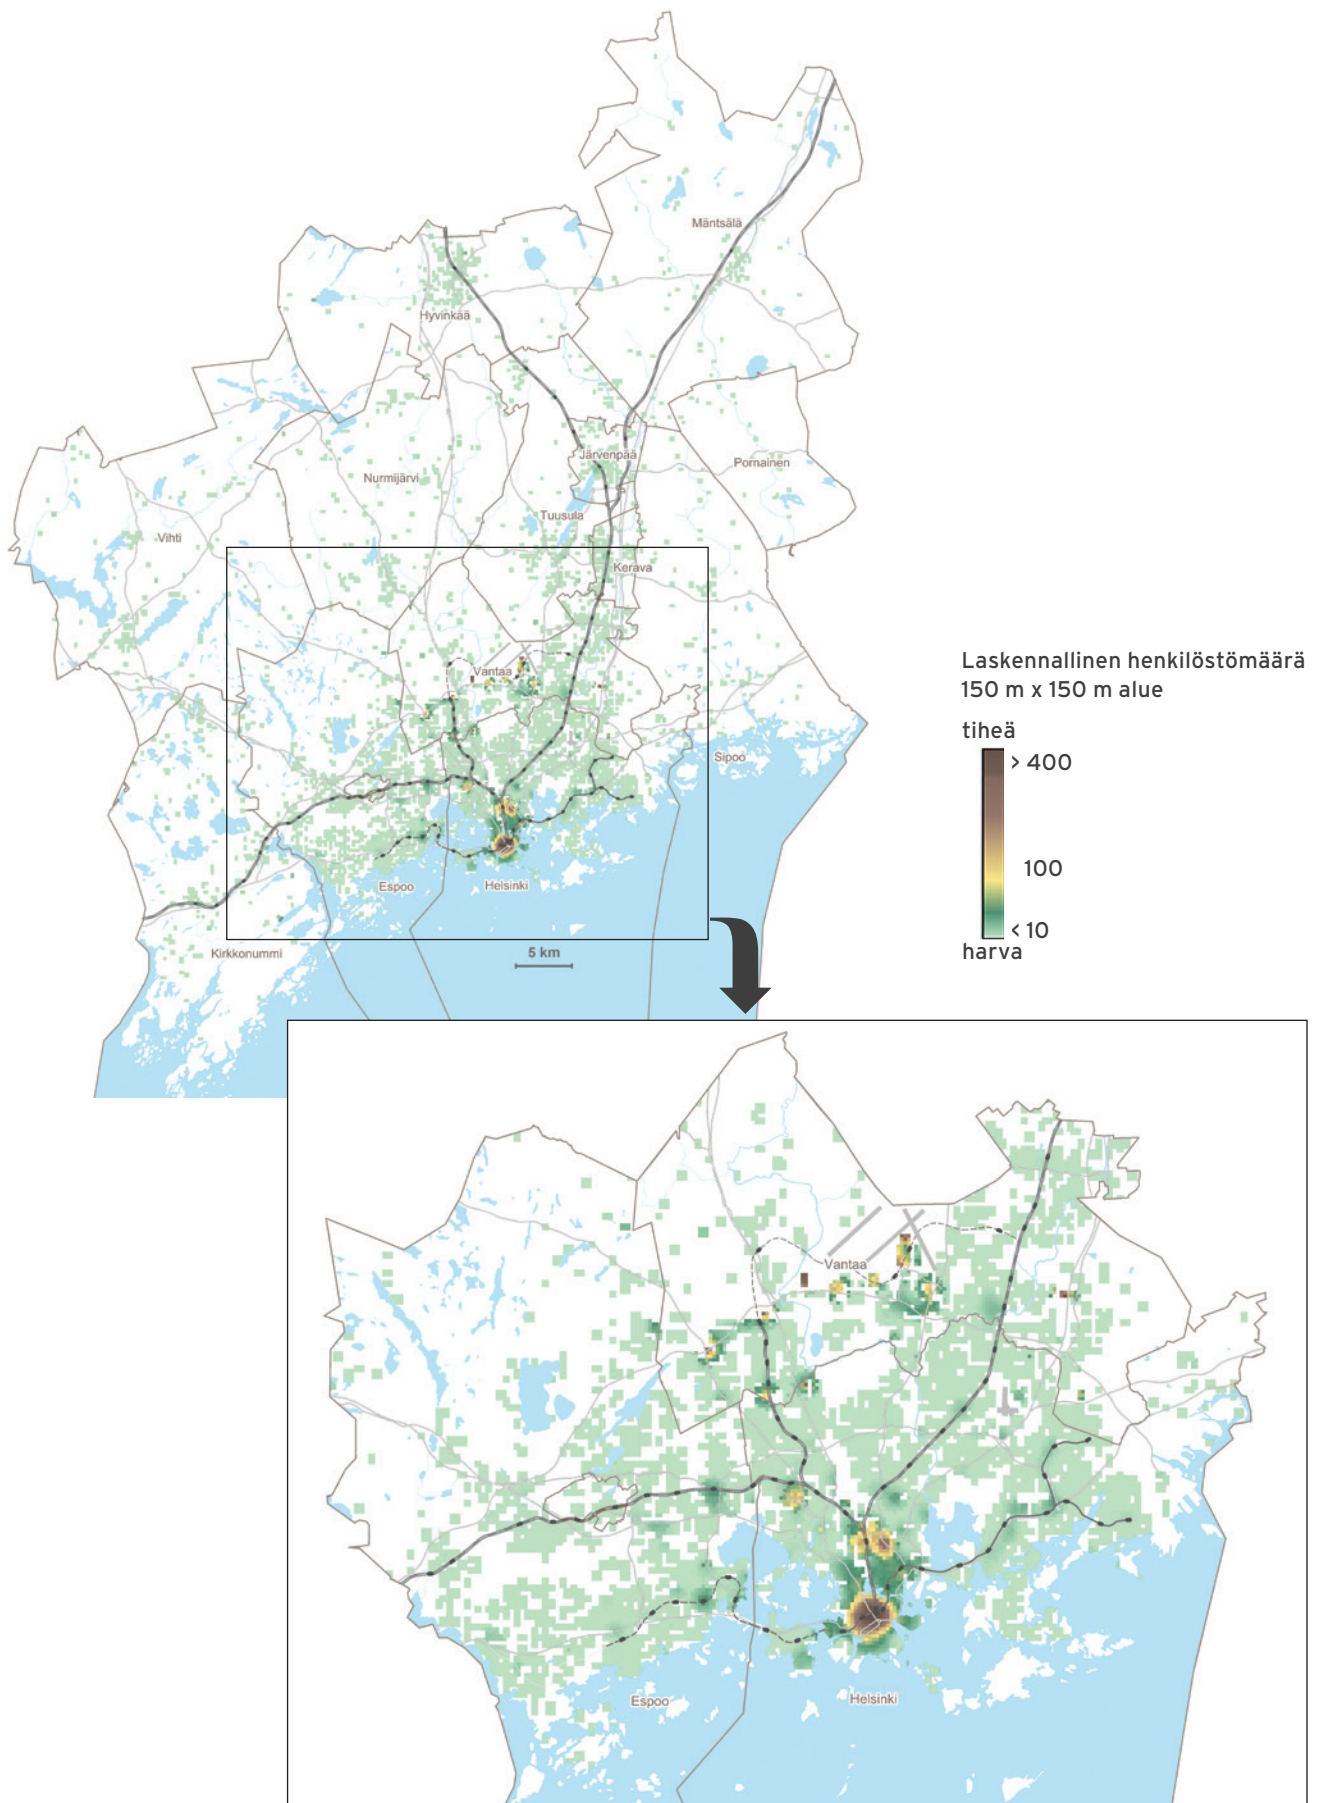 Mäntsälä
Hyvinkää
Järvenpää
Pornainen
Nurmijärvi
Tuusula
Vihti
Kerava
Vantaa
Sipoo
Espoo
Helsinki
Kirkkonummi
5 km
Laskennallinen henkilöstömäärä
150 m x 150 m alue
tiheä
> 400
100
< 10
harva
Vantaa
Espoo
Helsinki